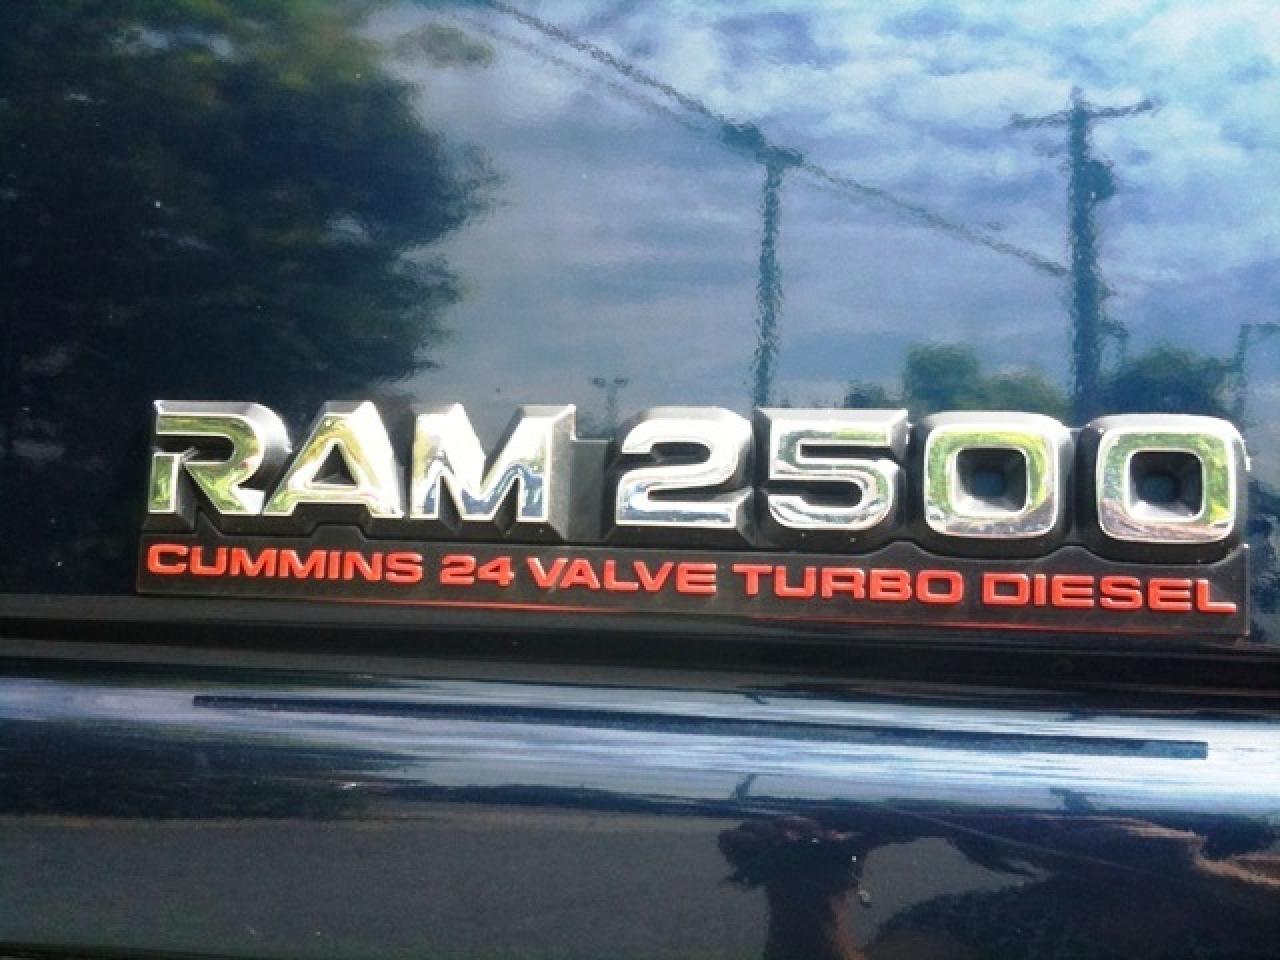 RAM 2500
CUMMINS 24 VALVE TURBO DIESEL